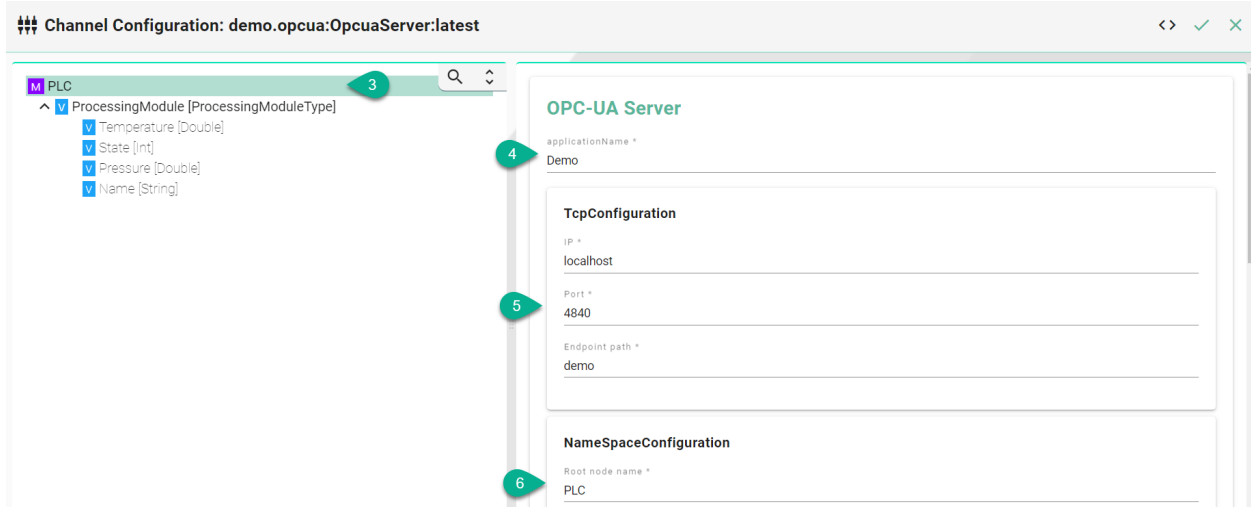 Channel Configuration: demo.opcua:OpcuaServer:latest
M PLC
3
V ProcessingModule [ProcessingModuleType]
V Temperature [Double]
V State [Int]
V Pressure [Double]
V Name [String]
OPC-UA Server
applicationName *
4
Demo
TcpConfiguration
IP *
localhost
Port *
5
4840
Endpoint path *
demo
NameSpaceConfiguration
Root node name *
6
PLC